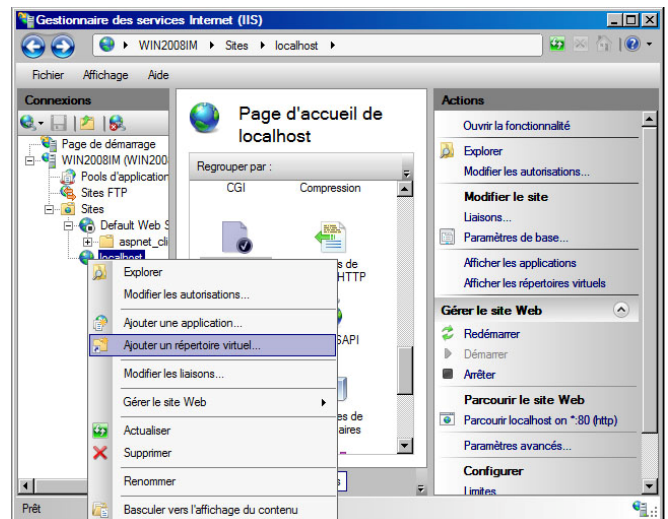 Gestionnaire des services Internet (IIS)
WIN2008IM Sites localhost
Fichier Affichage Aide
Connexions
Page de démarrage
WIN2008IM (WIN200
Pools d'application
Sites FTP
Sites
Default Web S
aspnet_cli
localhost
Explorer
Modifier les autorisations...
Ajouter une application...
Ajouter un répertoire virtuel...
Modifier les liaisons...
Gérer le site Web
Actualiser
Supprimer
Renommer
Basculer vers l'affichage du contenu
Page d'accueil de
localhost
Regrouper par :
CGI Compression
s de
HTTP
SAPI
es de
aires
Actions
Ouvrir la fonctionnalité
Explorer
Modifier les autorisations...
Modifier le site
Liaisons...
Paramètres de base...
Afficher les applications
Afficher les répertoires virtuels
Gérer le site Web
Redémarrer
Démarrer
Arrêter
Parcourir le site Web
Parcourir localhost on *:80 (http)
Paramètres avancés...
Configurer
Limites...
Prêt